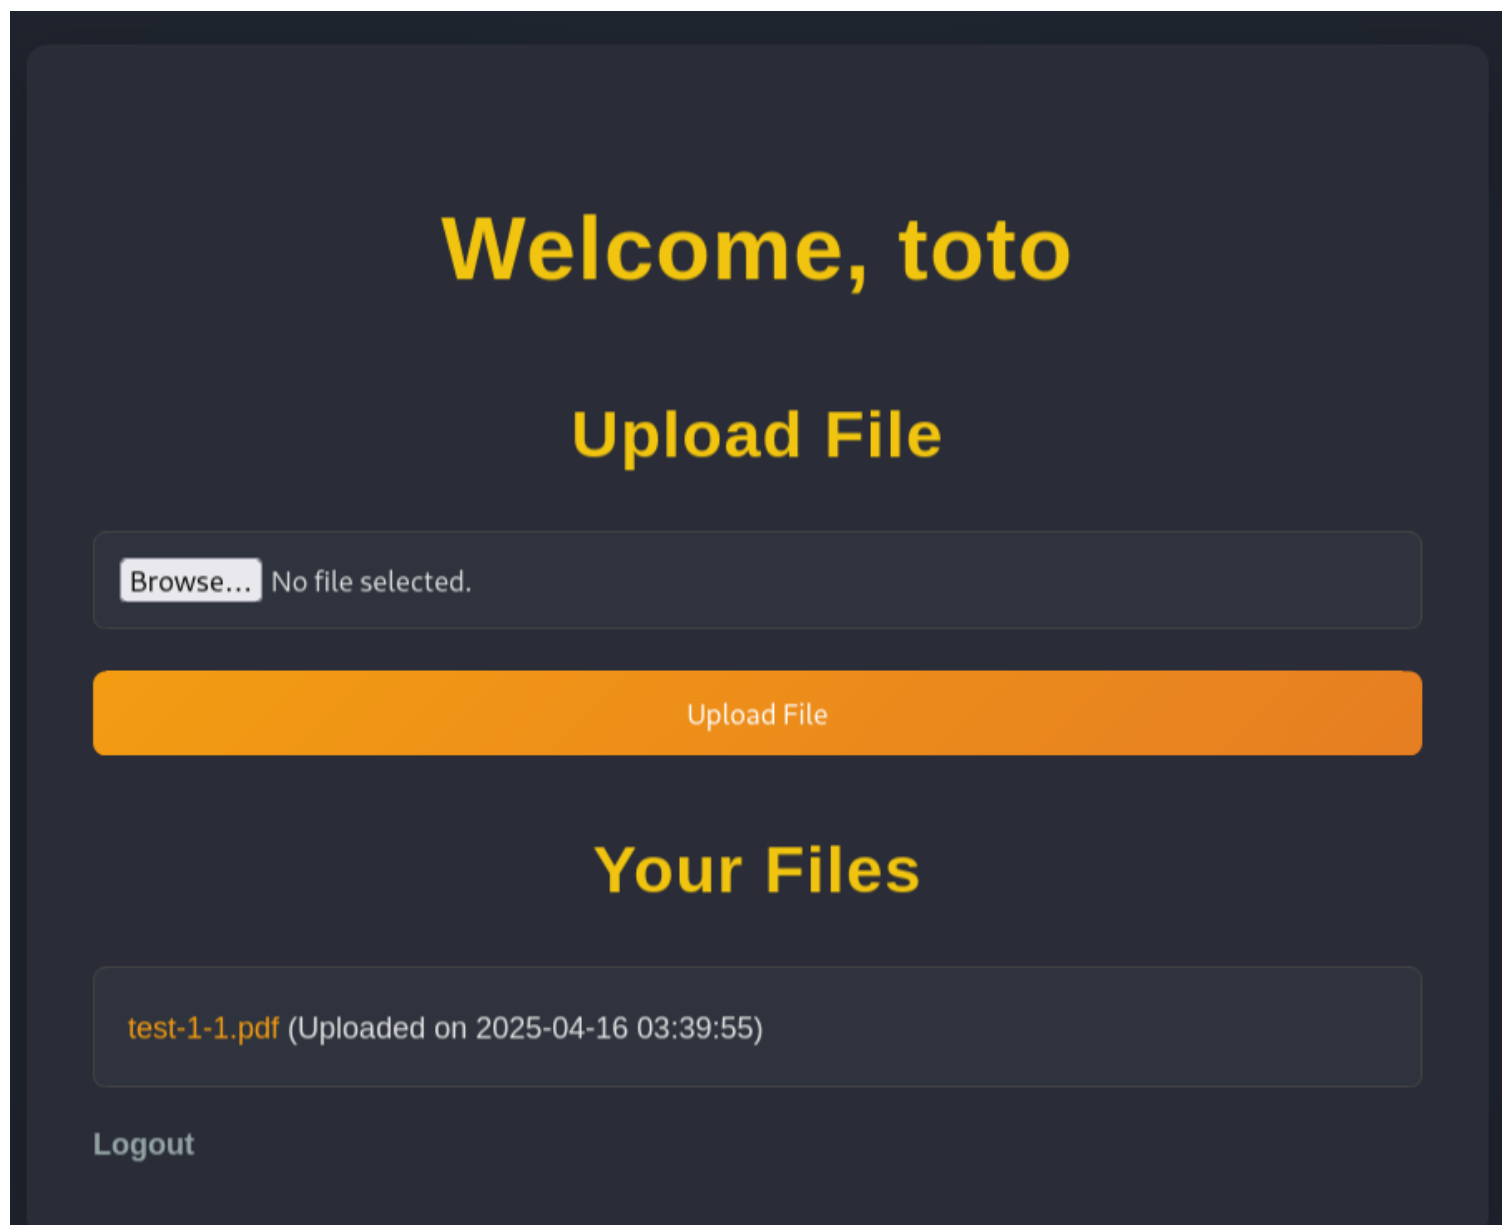 Welcome, toto
Upload File
Browse... No file selected.
Upload File
Your Files
test-1-1.pdf (Uploaded on 2025-04-16 03:39:55)
Logout